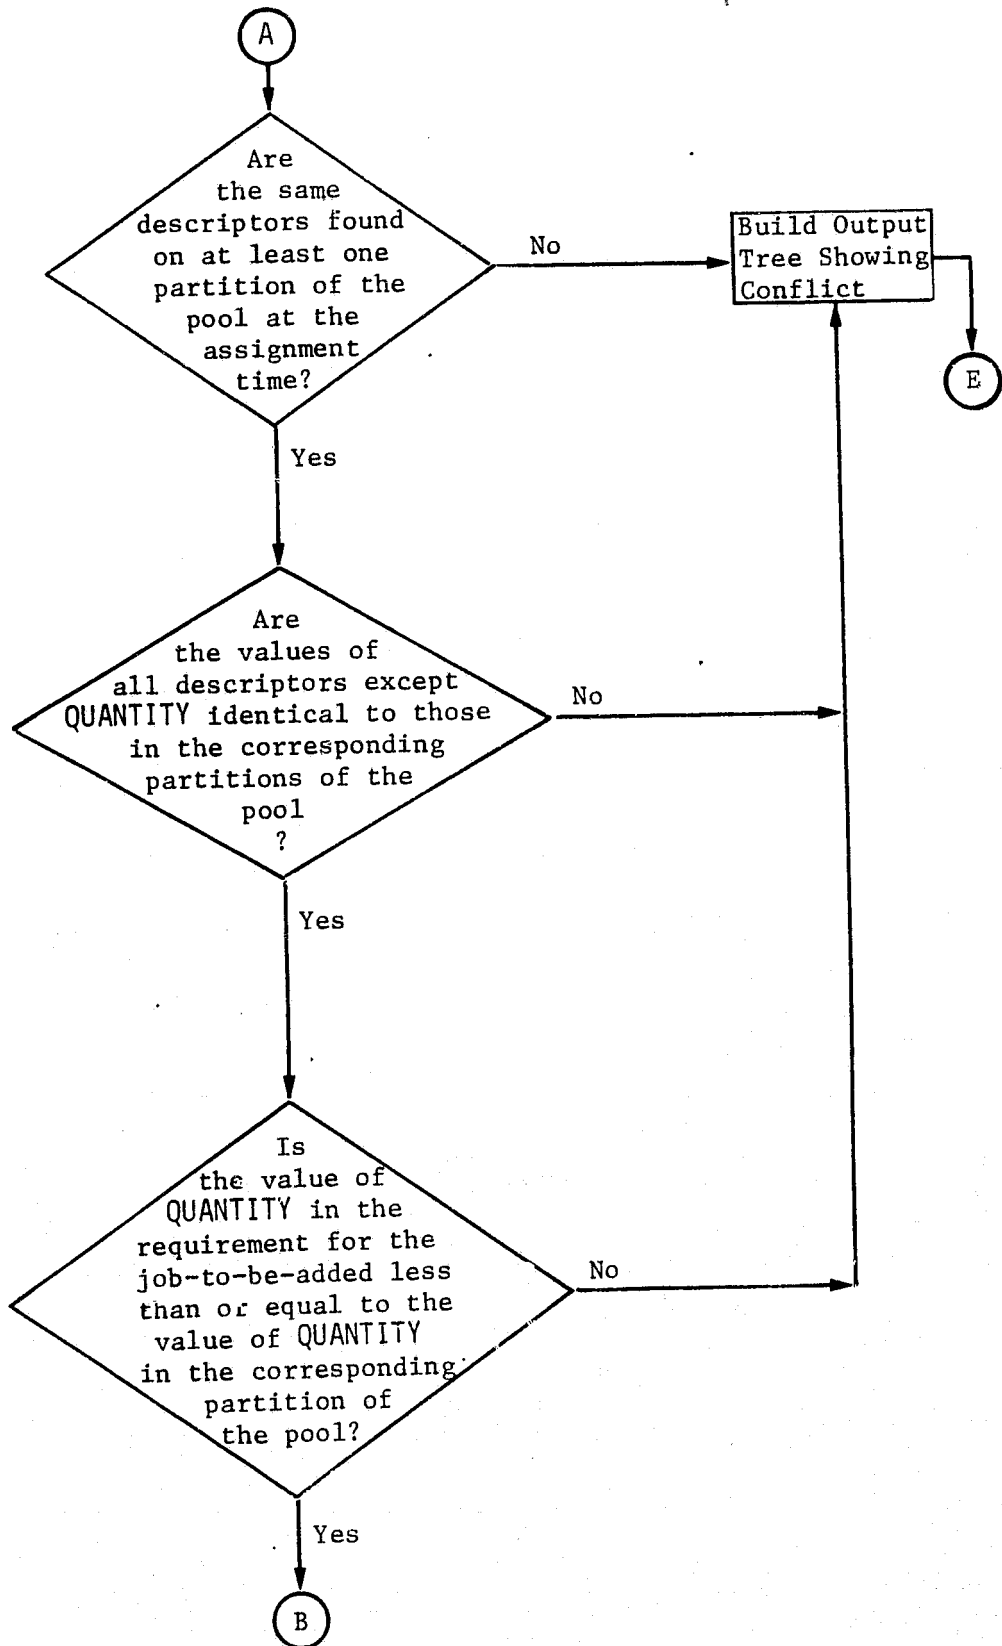 A
Are
the same
descriptors found
on at least one
partition of the
pool at the
assignment
time?
No
Build Output
Tree Showing
Conflict
E
Yes
Are
the values of
all descriptors except
QUANTITY identical to those
in the corresponding
partitions of the
pool
?
No
Yes
Is
the value of
QUANTITY in the
requirement for the
job-to-be-added less
than or equal to the
value of QUANTITY
in the corresponding
partition of
the pool?
No
Yes
B